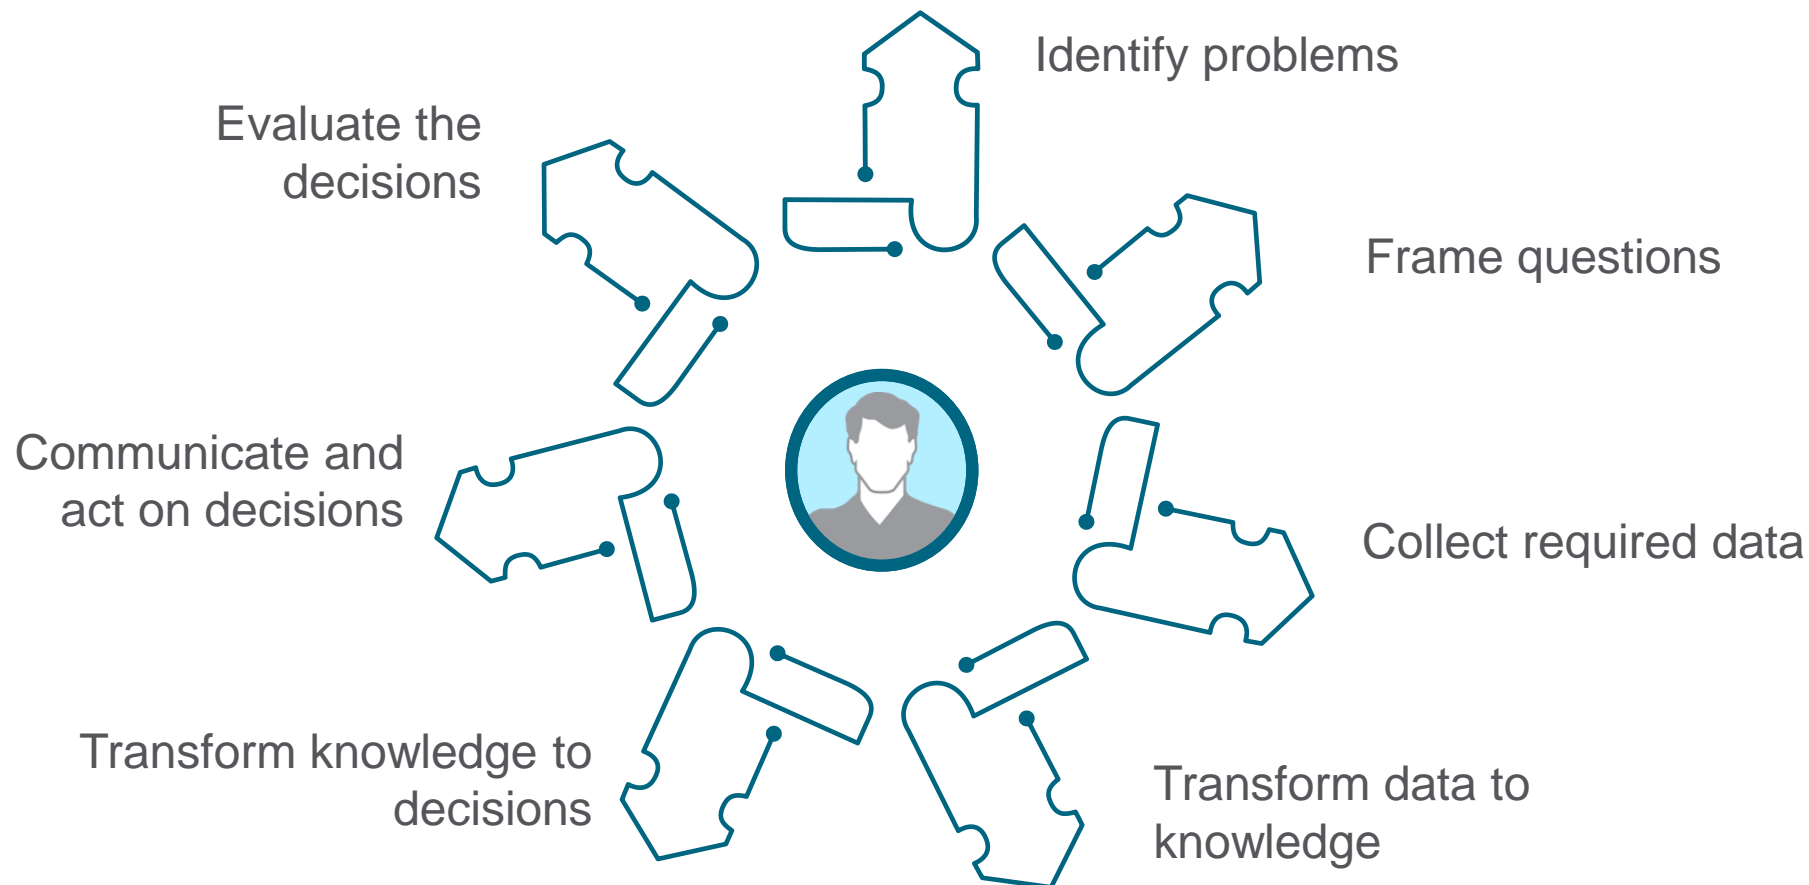 Identify problems
Frame questions
Collect required data
Transform data to
knowledge
Transform knowledge to
decisions
Communicate and
act on decisions
Evaluate the
decisions